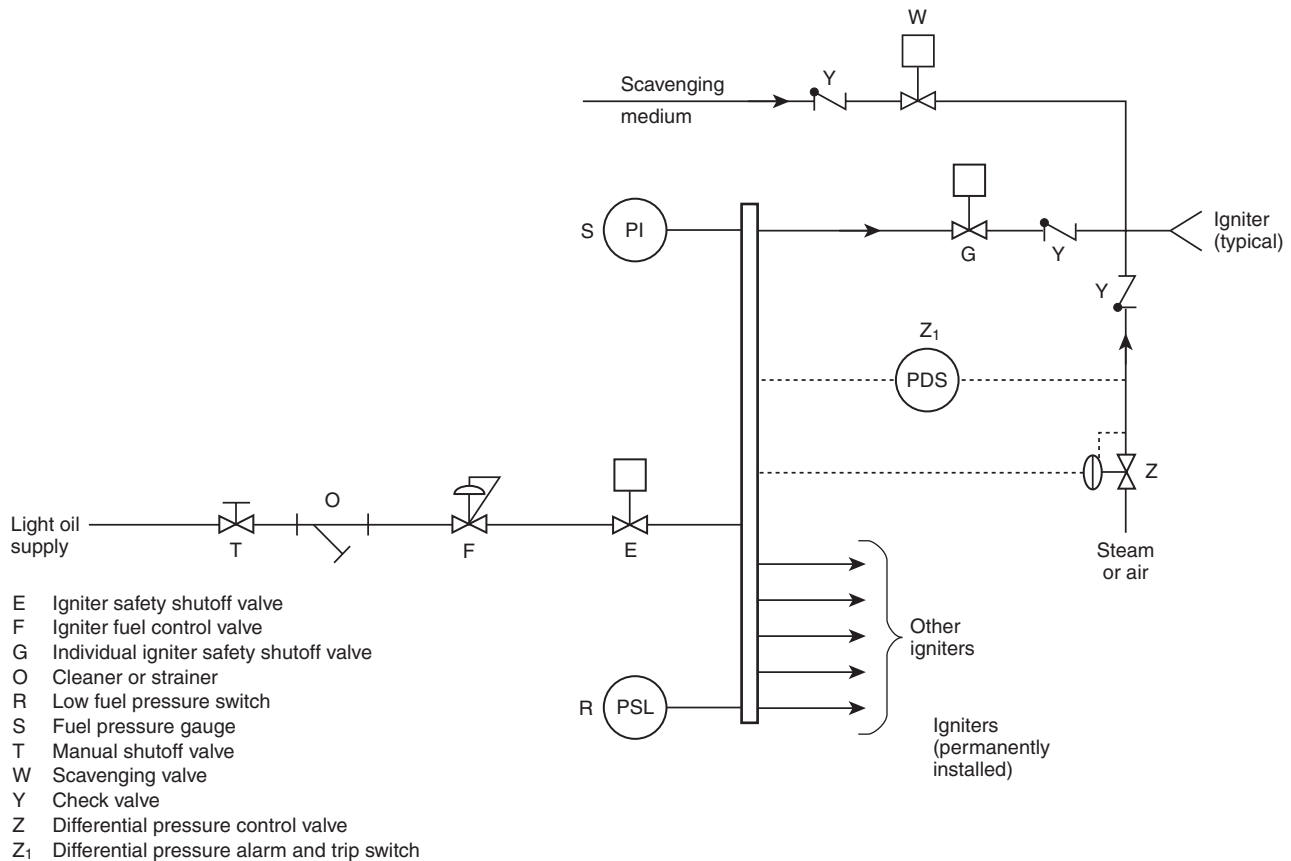 W
Y
Scavenging
medium
S
PI
G
Y
Igniter
(typical)
Y
Z₁
PDS
Z
Steam
or air
Light oil
supply
T
O
F
E
Other
igniters
R
PSL
Igniters
(permanently
installed)
E Igniter safety shutoff valve
F Igniter fuel control valve
G Individual igniter safety shutoff valve
O Cleaner or strainer
R Low fuel pressure switch
S Fuel pressure gauge
T Manual shutoff valve
W Scavenging valve
Y Check valve
Z Differential pressure control valve
Z₁ Differential pressure alarm and trip switch